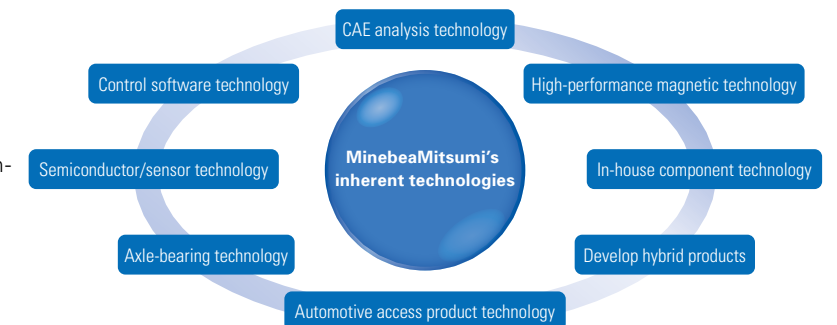 CAE analysis technology
Control software technology
High-performance magnetic technology
n-
Semiconductor/sensor technology
MinebeaMitsumi's
inherent technologies
In-house component technology
Axle-bearing technology
Develop hybrid products
Automotive access product technology